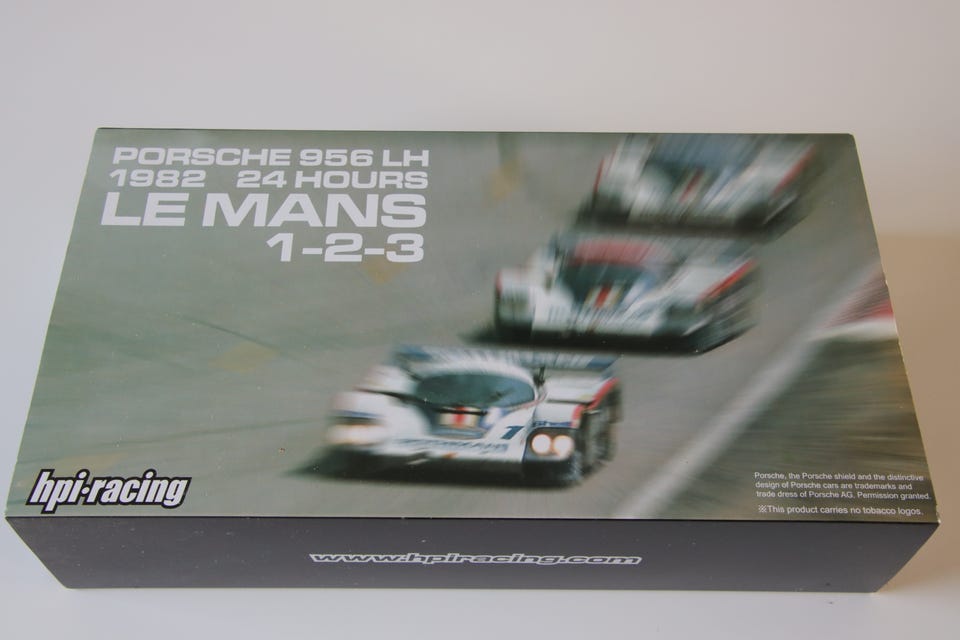 PORSCHE 956 LH
1982 24 HOURS
LE MANS
1-2-3
1
hpi·racing
Porsche, the Porsche shield and the distinctive
design of Porsche cars are trademarks and
trade dress of Porsche AG. Permission granted.
※This product carries no tobacco logos.
www.hpiracing.com